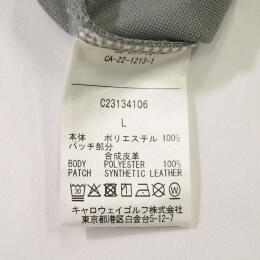 CA-22-1213-1
C23134106
L
本体 ポリエステル 100%
パッチ部分
合成皮革
BODY POLYESTER 100%
PATCH SYNTHETIC LEATHER
30
キャロウェイゴルフ株式会社
東京都港区白金台5-12-7